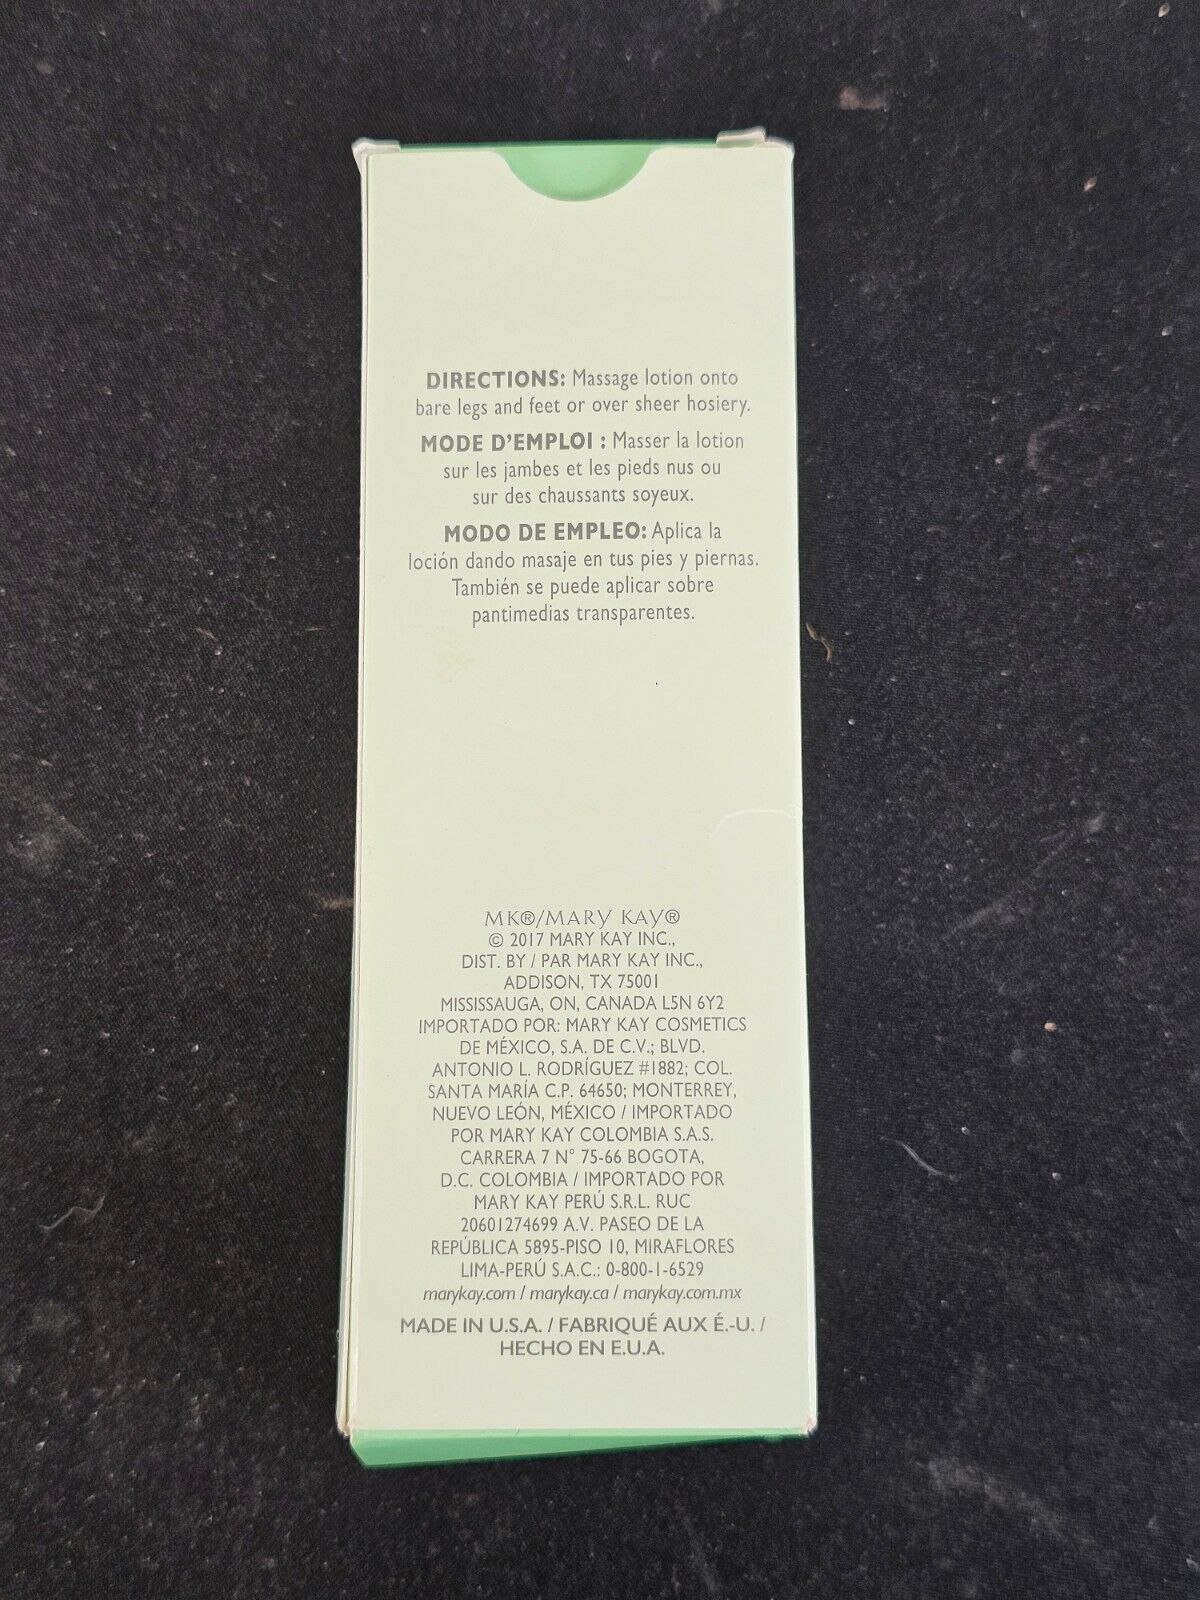 DIRECTIONS: Massage lotion onto
bare legs and feet or over sheer hosiery.
MODE D'EMPLOI : Masser la lotion
sur les jambes et les pieds nus ou
sur des chaussants soyeux.
MODO DE EMPLEO: Aplica la
loción dando masaje en tus pies y piernas.
También se puede aplicar sobre
pantimedias transparentes.
MK®/MARY KAY®
© 2017 MARY KAY INC.,
DIST. BY / PAR MARY KAY INC.,
ADDISON, TX 75001
MISSISSAUGA, ON, CANADA L5N 6Y2
IMPORTADO POR: MARY KAY COSMETICS
DE MÉXICO, S.A. DE C.V.; BLVD.
ANTONIO L. RODRÍGUEZ #1882; COL.
SANTA MARÍA C.P. 64650; MONTERREY,
NUEVO LEÓN, MÉXICO / IMPORTADO
POR MARY KAY COLOMBIA S.A.S.
CARRERA 7 N° 75-66 BOGOTA,
D.C. COLOMBIA / IMPORTADO POR
MARY KAY PERÚ S.R.L. RUC
20601274699 A.V. PASEO DE LA
REPÚBLICA 5895-PISO 10, MIRAFLORES
LIMA-PERÚ S.A.C.: 0-800-1-6529
marykay.com / marykay.ca / marykay.com.mx
MADE IN U.S.A. / FABRIQUÉ AUX É.-U. /
HECHO EN E.U.A.